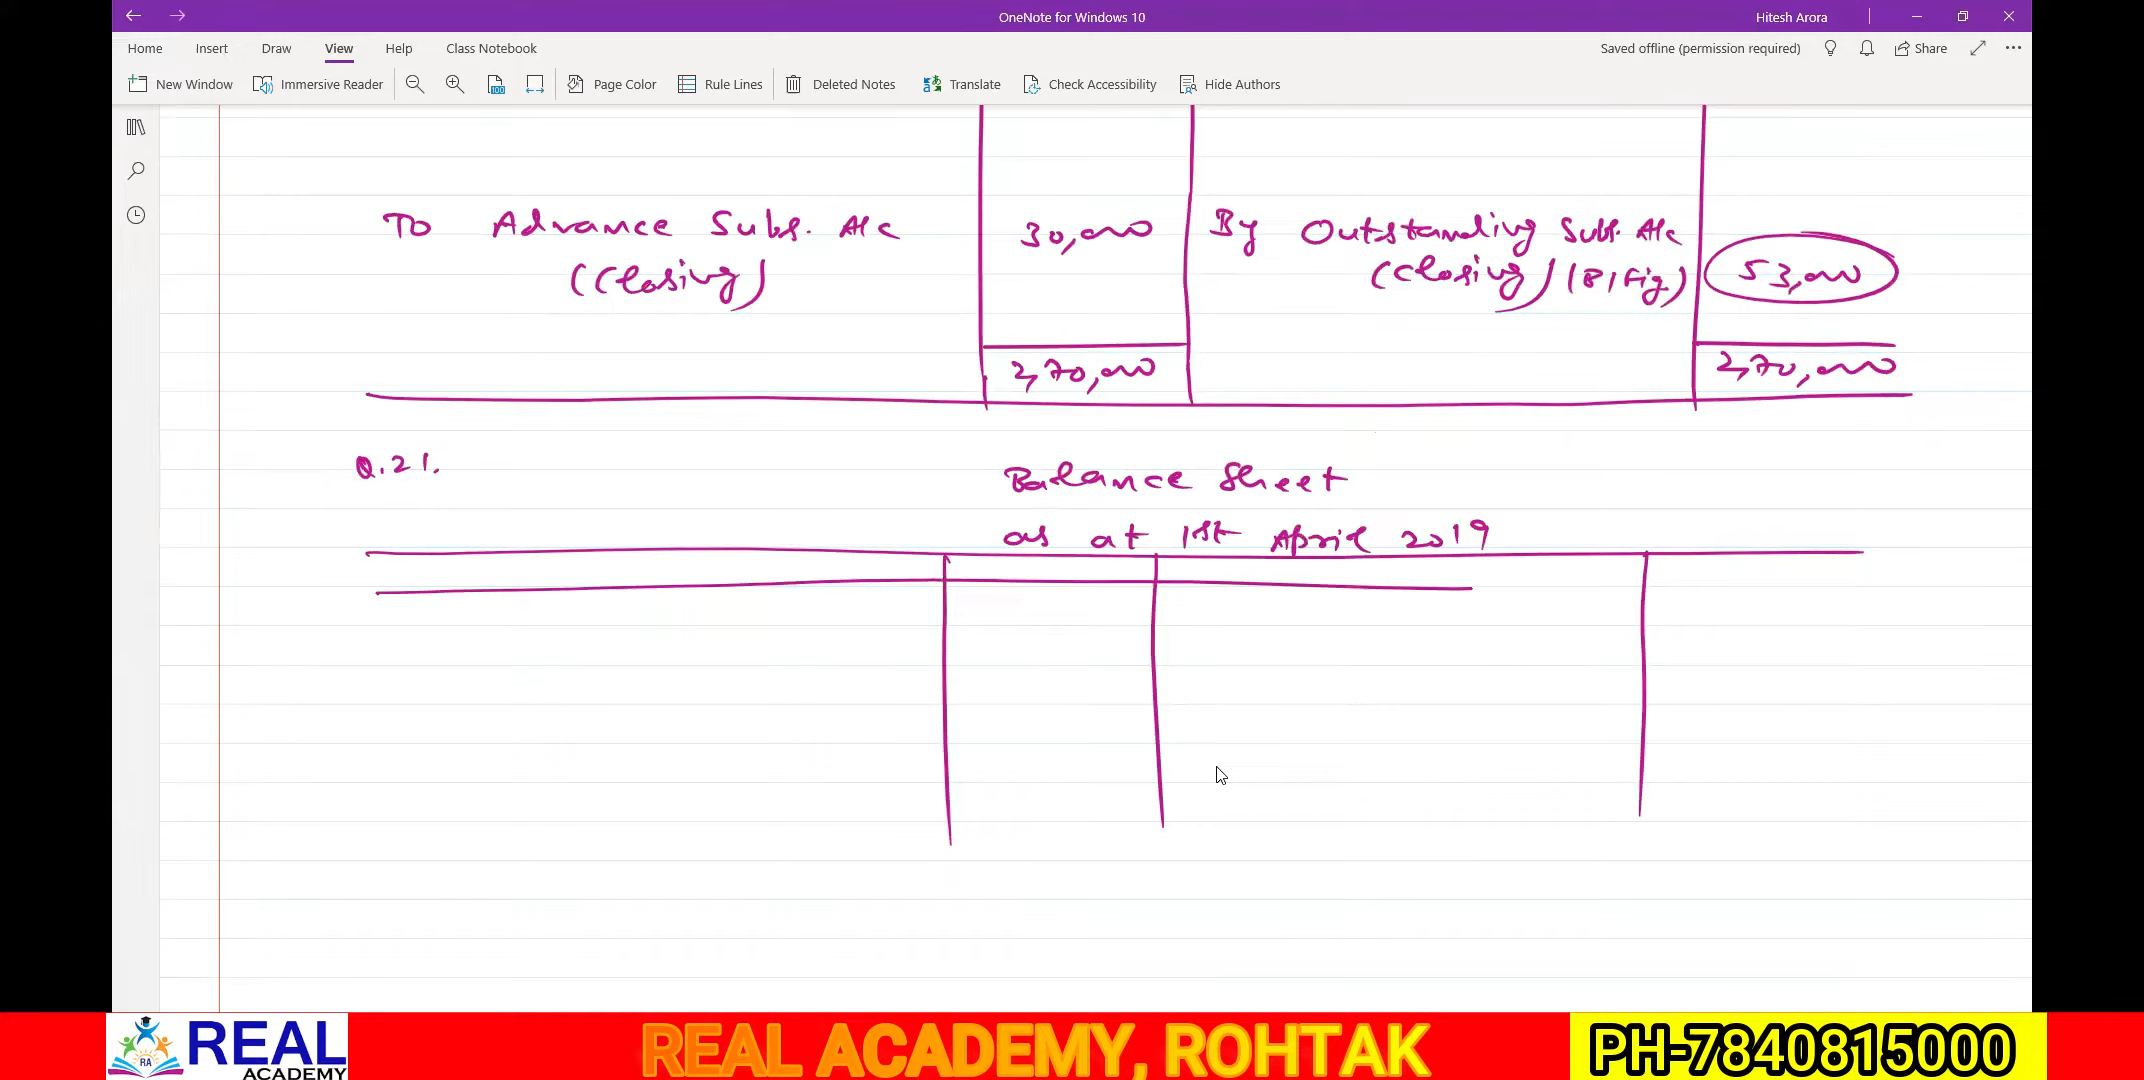 OneNote for Windows 10
Hitesh Arora
Home Insert Draw View Help Class Notebook
Saved offline (permission required) Share
New Window Immersive Reader 100 Page Color Rule Lines Deleted Notes Translate Check Accessibility Hide Authors
To Advance Subs. A/c 30,000 By Outstanding Subs. A/c
(Closing) (Closing) (B/Fig) 53,000
2,70,000 2,70,000
Q.21.
Balance Sheet
as at 1st April 2019
RA REAL
ACADEMY
REAL ACADEMY, ROHTAK
PH-7840815000